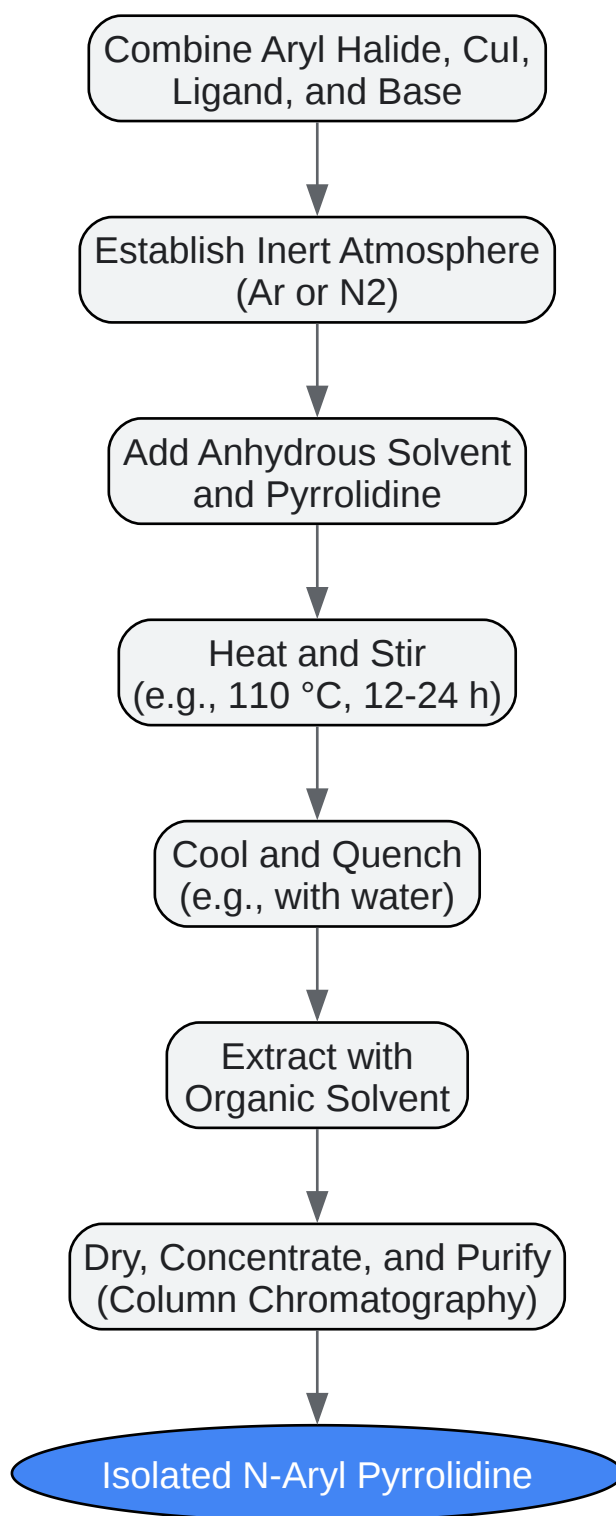 Combine Aryl Halide, CuI,
Ligand, and Base
Establish Inert Atmosphere
(Ar or N2)
Add Anhydrous Solvent
and Pyrrolidine
Heat and Stir
(e.g., 110 °C, 12-24 h)
Cool and Quench
(e.g., with water)
Extract with
Organic Solvent
Dry, Concentrate, and Purify
(Column Chromatography)
Isolated N-Aryl Pyrrolidine